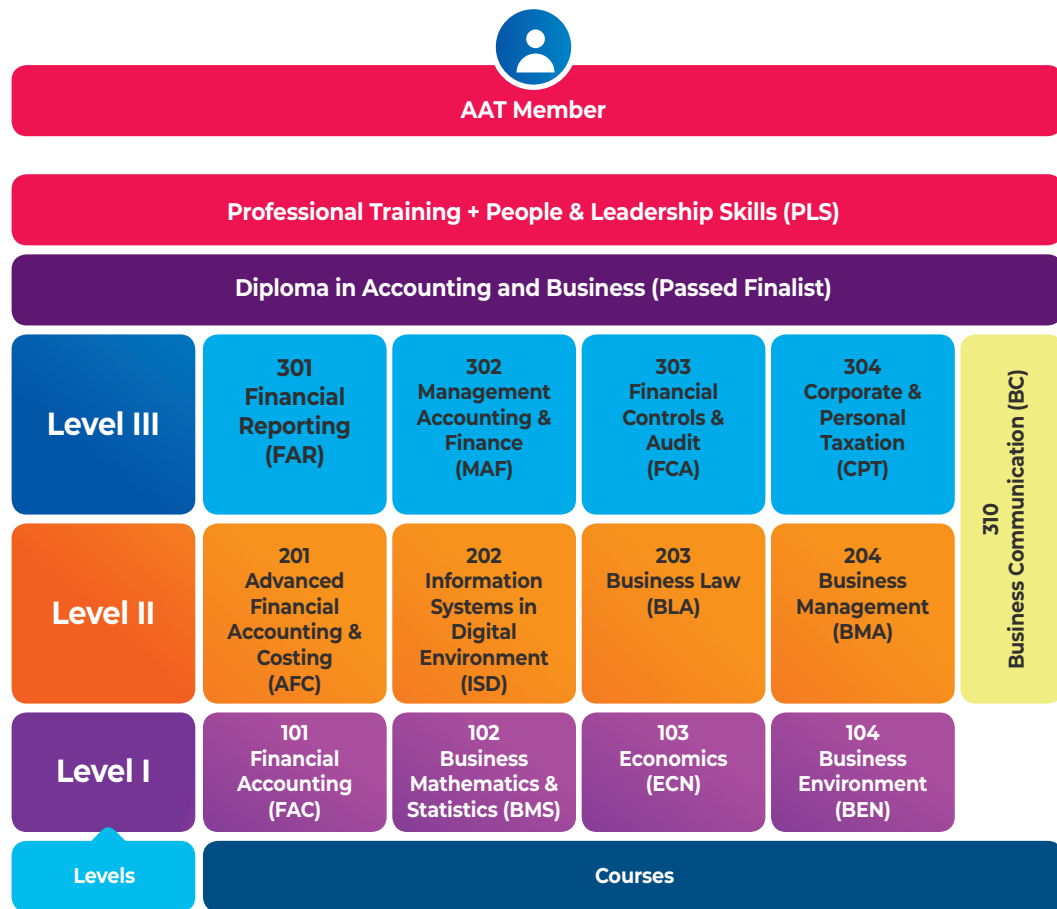 AAT Member
Professional Training + People & Leadership Skills (PLS)
Diploma in Accounting and Business (Passed Finalist)
Level III
301
Financial
Reporting
(FAR)
302
Management
Accounting &
Finance
(MAF)
303
Financial
Controls &
Audit
(FCA)
304
Corporate &
Personal
Taxation
(CPT)
310
Business Communication (BC)
Level II
201
Advanced
Financial
Accounting &
Costing
(AFC)
202
Information
Systems in
Digital
Environment
(ISD)
203
Business Law
(BLA)
204
Business
Management
(BMA)
Level I
101
Financial
Accounting
(FAC)
102
Business
Mathematics &
Statistics (BMS)
103
Economics
(ECN)
104
Business
Environment
(BEN)
Levels
Courses